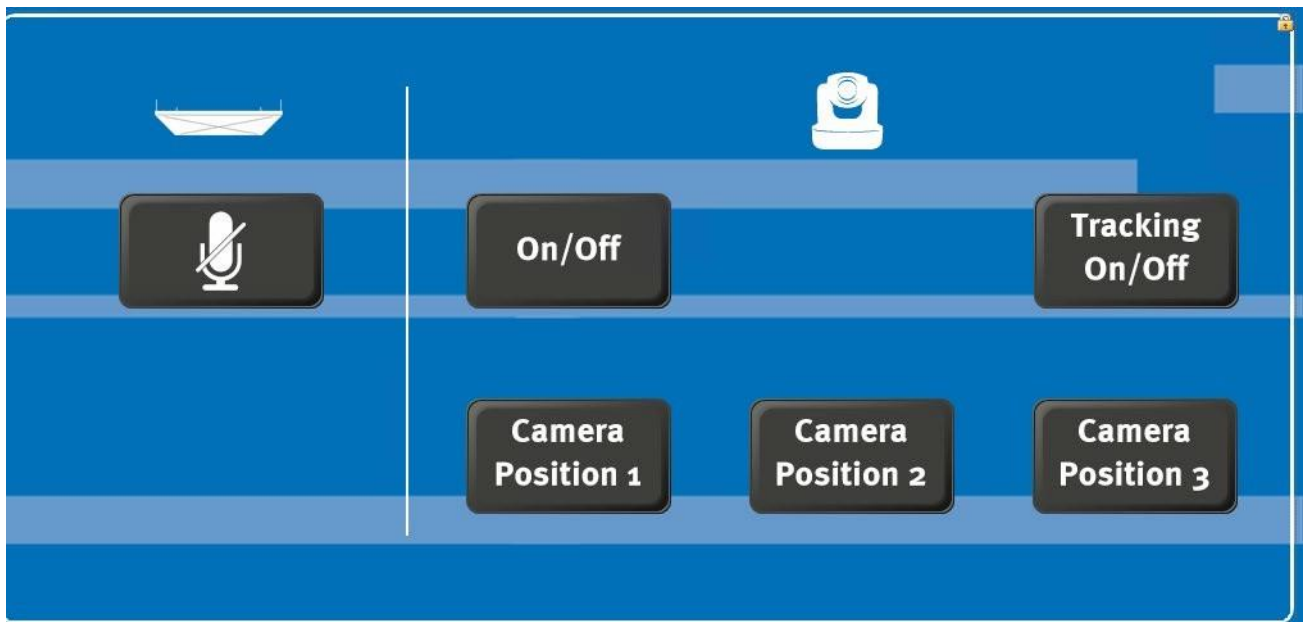 On/Off
Tracking
On/Off
Camera
Position 1
Camera
Position 2
Camera
Position 3